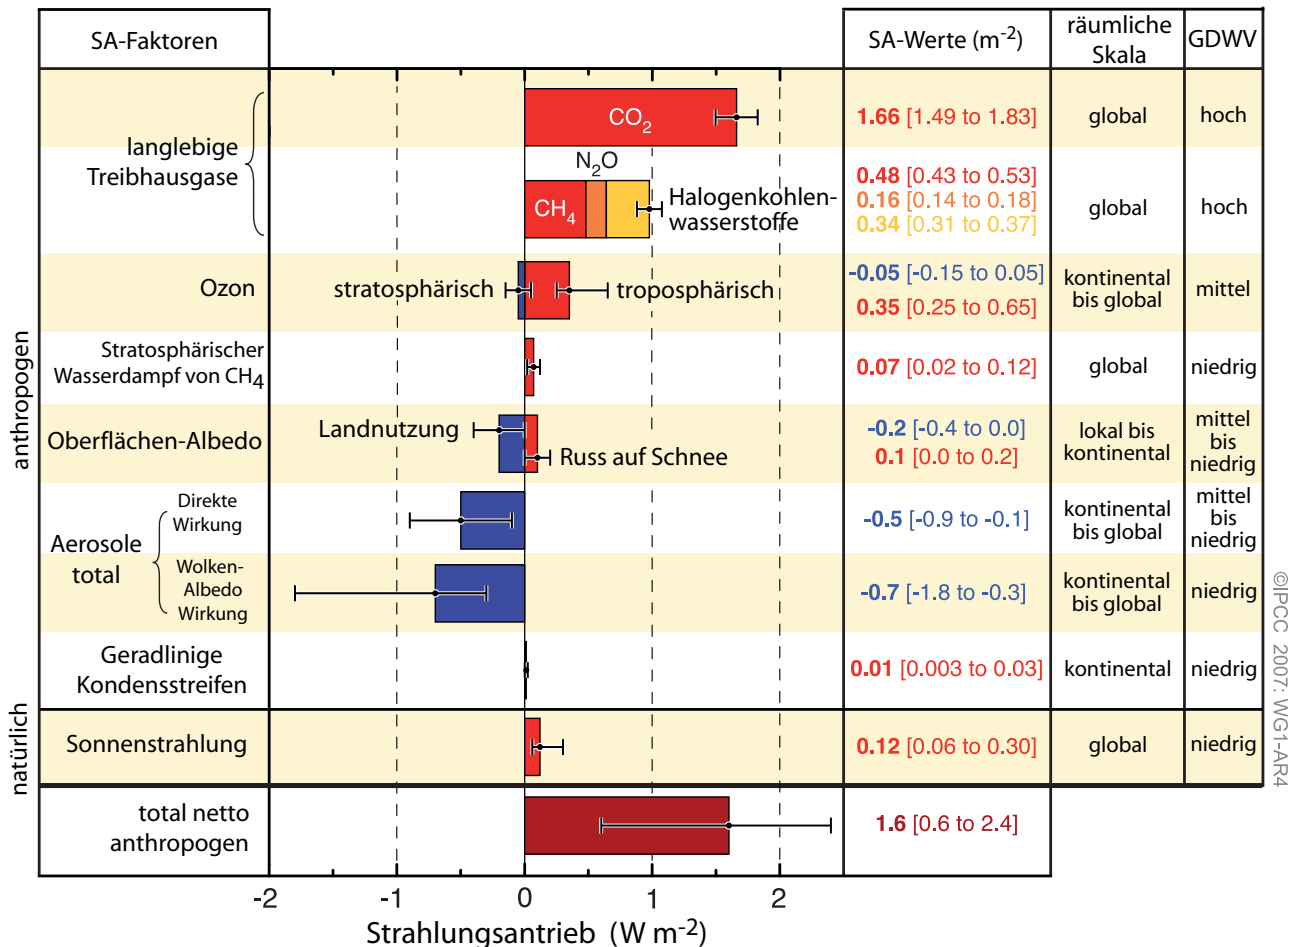 SA-Faktoren
SA-Werte (m-2)
räumliche
Skala
GDWV
langlebige
Treibhausgase
CO2
1.66 [1.49 to 1.83]
global
hoch
N2O
CH4
Halogenkohlen-
wasserstoffe
0.48 [0.43 to 0.53]
0.16 [0.14 to 0.18]
0.34 [0.31 to 0.37]
global
hoch
Ozon
stratosphärisch
troposphärisch
-0.05 [-0.15 to 0.05]
0.35 [0.25 to 0.65]
kontinental
bis global
mittel
Stratosphärischer
Wasserdampf von CH4
0.07 [0.02 to 0.12]
global
niedrig
Oberflächen-Albedo
Landnutzung
Russ auf Schnee
-0.2 [-0.4 to 0.0]
0.1 [0.0 to 0.2]
lokal bis
kontinental
mittel
bis
niedrig
Aerosole
total
Direkte
Wirkung
-0.5 [-0.9 to -0.1]
kontinental
bis global
mittel
bis
niedrig
Wolken-
Albedo
Wirkung
-0.7 [-1.8 to -0.3]
kontinental
bis global
niedrig
Geradlinige
Kondensstreifen
0.01 [0.003 to 0.03]
kontinental
niedrig
Sonnenstrahlung
0.12 [0.06 to 0.30]
global
niedrig
total netto
anthropogen
1.6 [0.6 to 2.4]
anthropogen
natürlich
-2
-1
0
1
2
Strahlungsantrieb (W m-2)
©IPCC 2007: WG1-AR4